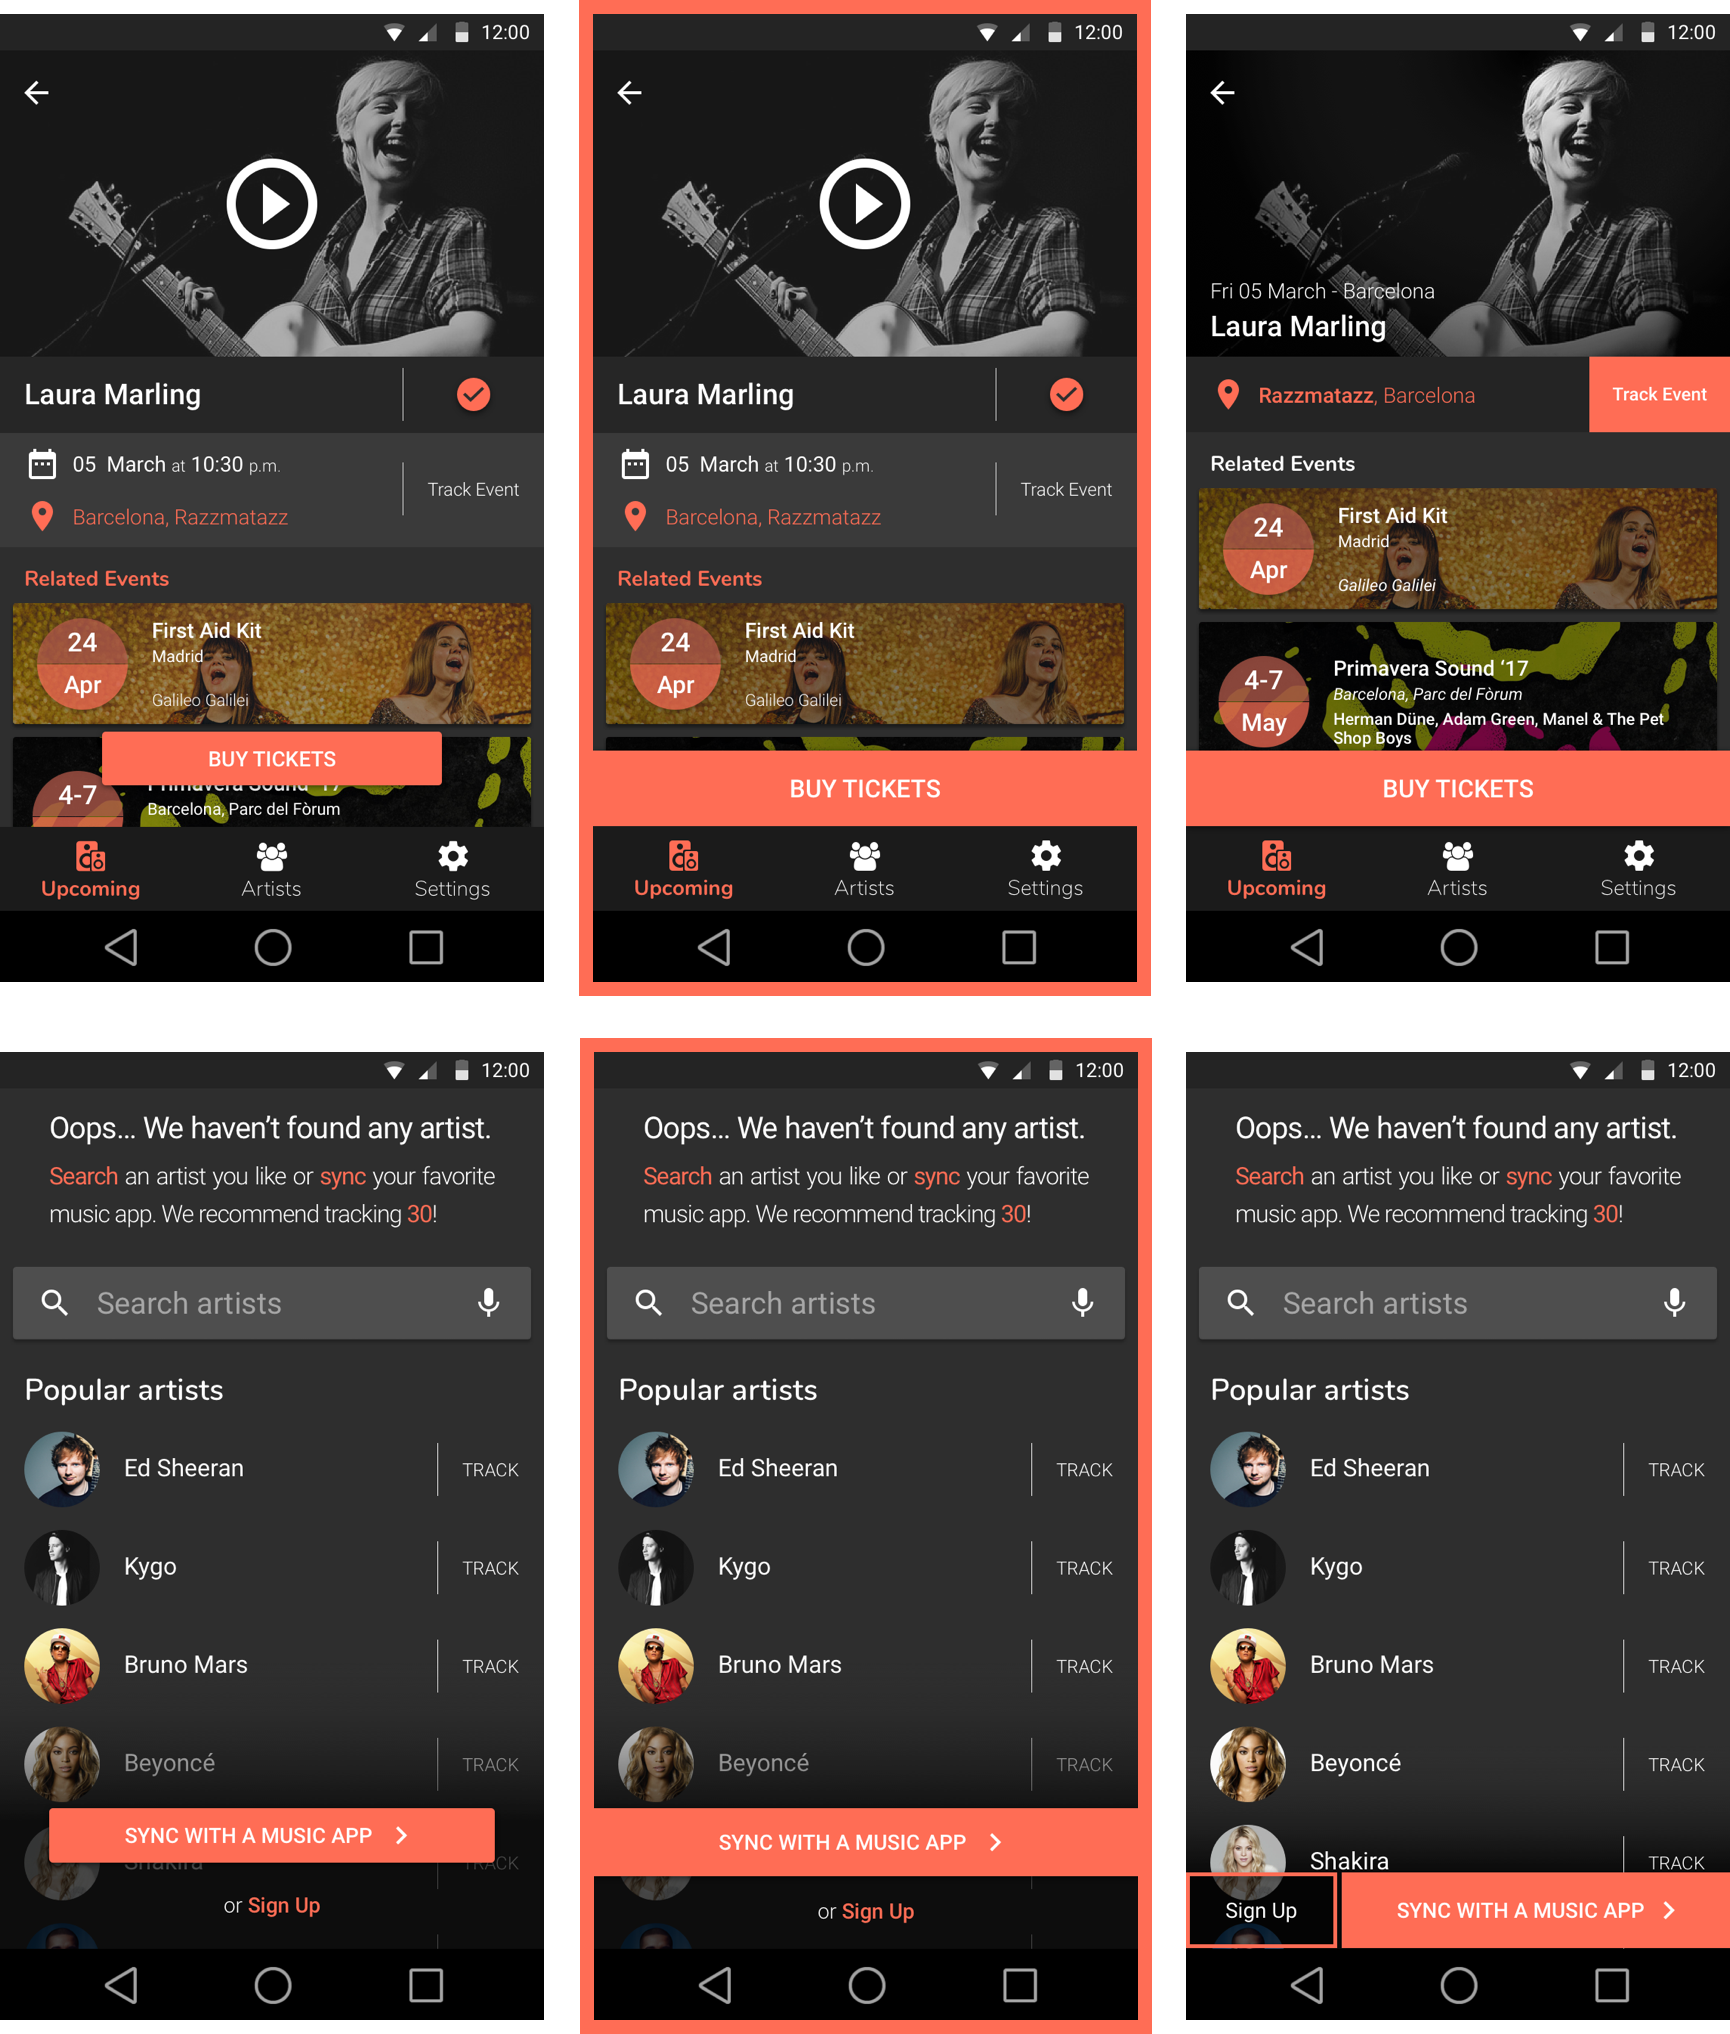 12:00
Laura Marling
05 March at 10:30 p.m.
Barcelona, Razzmatazz
Track Event
Related Events
24
Apr
First Aid Kit
Madrid
Galileo Galilei
BUY TICKETS
4-7
Primavera Sound ‘17
Barcelona, Parc del Fòrum
Upcoming
Artists
Settings
12:00
Laura Marling
05 March at 10:30 p.m.
Barcelona, Razzmatazz
Track Event
Related Events
24
Apr
First Aid Kit
Madrid
Galileo Galilei
BUY TICKETS
Upcoming
Artists
Settings
12:00
Fri 05 March - Barcelona
Laura Marling
Razzmatazz, Barcelona
Track Event
Related Events
24
Apr
First Aid Kit
Madrid
Galileo Galilei
4-7
May
Primavera Sound ‘17
Barcelona, Parc del Fòrum
Herman Düne, Adam Green, Manel & The Pet
Shop Boys
BUY TICKETS
Upcoming
Artists
Settings
12:00
Oops... We haven’t found any artist.
Search an artist you like or sync your favorite
music app. We recommend tracking 30!
Search artists
Popular artists
Ed Sheeran
TRACK
Kygo
TRACK
Bruno Mars
TRACK
Beyoncé
TRACK
SYNC WITH A MUSIC APP
Shakira
TRACK
or Sign Up
12:00
Oops... We haven’t found any artist.
Search an artist you like or sync your favorite
music app. We recommend tracking 30!
Search artists
Popular artists
Ed Sheeran
TRACK
Kygo
TRACK
Bruno Mars
TRACK
Beyoncé
TRACK
SYNC WITH A MUSIC APP
or Sign Up
12:00
Oops... We haven’t found any artist.
Search an artist you like or sync your favorite
music app. We recommend tracking 30!
Search artists
Popular artists
Ed Sheeran
TRACK
Kygo
TRACK
Bruno Mars
TRACK
Beyoncé
TRACK
Shakira
TRACK
Sign Up
SYNC WITH A MUSIC APP